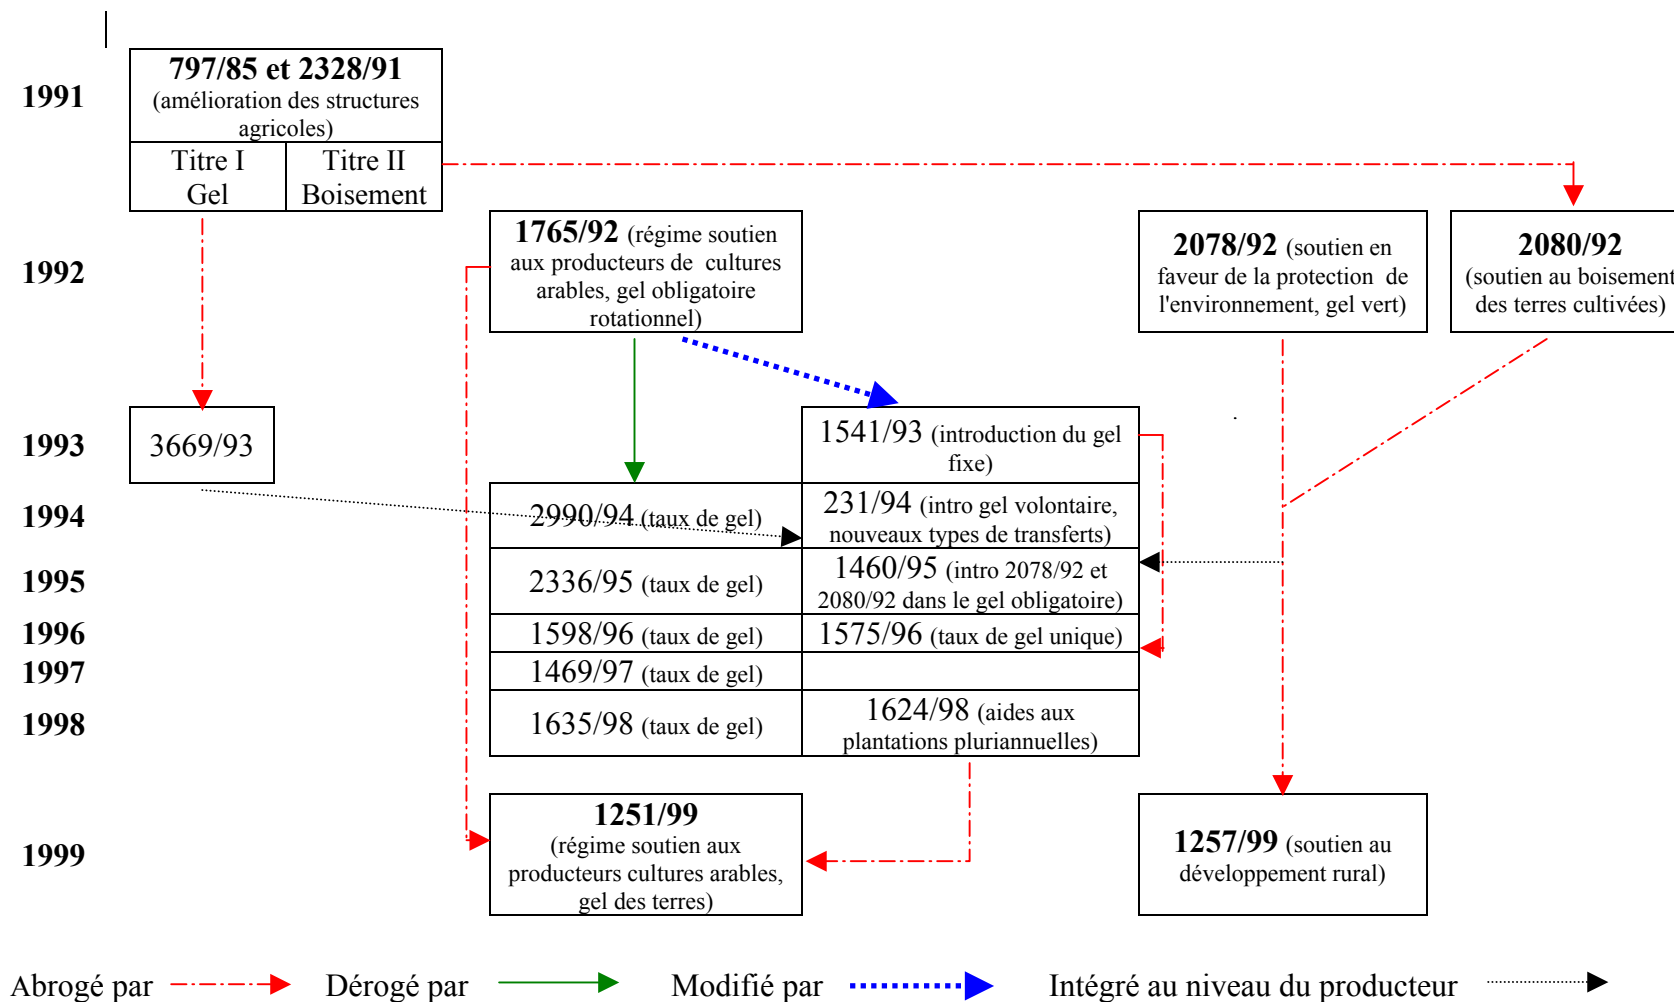 1991
797/85 et 2328/91
(amélioration des structures
agricoles)
Titre I
Gel
Titre II
Boisement
1992
1765/92 (régime soutien
aux producteurs de cultures
arables, gel obligatoire
rotationnel)
2078/92 (soutien en
faveur de la protection de
l'environnement, gel vert)
2080/92
(soutien au boisement
des terres cultivées)
1993
3669/93
1541/93 (introduction du gel
fixe)
1994
2990/94 (taux de gel)
231/94 (intro gel volontaire,
nouveaux types de transferts)
1995
2336/95 (taux de gel)
1460/95 (intro 2078/92 et
2080/92 dans le gel obligatoire)
1996
1598/96 (taux de gel)
1575/96 (taux de gel unique)
1997
1469/97 (taux de gel)
1998
1635/98 (taux de gel)
1624/98 (aides aux
plantations pluriannuelles)
1999
1251/99
(régime soutien aux
producteurs cultures arables,
gel des terres)
1257/99 (soutien au
développement rural)
Abrogé par
Dérogé par
Modifié par
Intégré au niveau du producteur